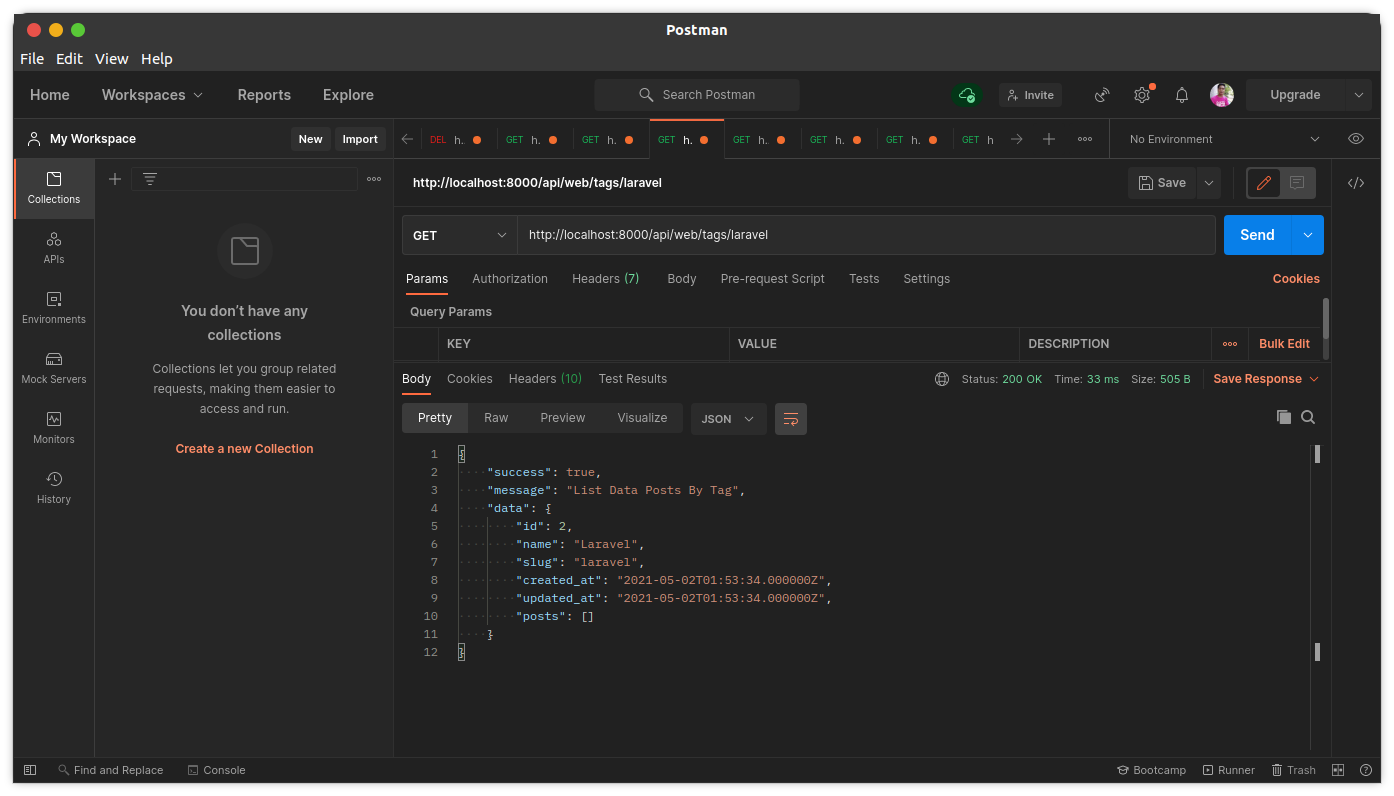 Postman
File Edit View Help
Home Workspaces Reports Explore Search Postman Invite Upgrade
My Workspace New Import DEL h. GET h. GET h. GET h. GET h. GET h. GET h. GET h No Environment
http://localhost:8000/api/web/tags/laravel Save
Collections
GET http://localhost:8000/api/web/tags/laravel Send
APIs
Params Authorization Headers (7) Body Pre-request Script Tests Settings Cookies
Query Params
Environments
You don’t have any
collections
KEY VALUE DESCRIPTION Bulk Edit
Mock Servers
Collections let you group related
requests, making them easier to
access and run.
Body Cookies Headers (10) Test Results Status: 200 OK Time: 33 ms Size: 505 B Save Response
Pretty Raw Preview Visualize JSON
Monitors
Create a new Collection
History
1 {
2 "success": true,
3 "message": "List Data Posts By Tag",
4 "data": {
5 "id": 2,
6 "name": "Laravel",
7 "slug": "laravel",
8 "created_at": "2021-05-02T01:53:34.000000Z",
9 "updated_at": "2021-05-02T01:53:34.000000Z",
10 "posts": []
11 }
12 }
Find and Replace Console Bootcamp Runner Trash